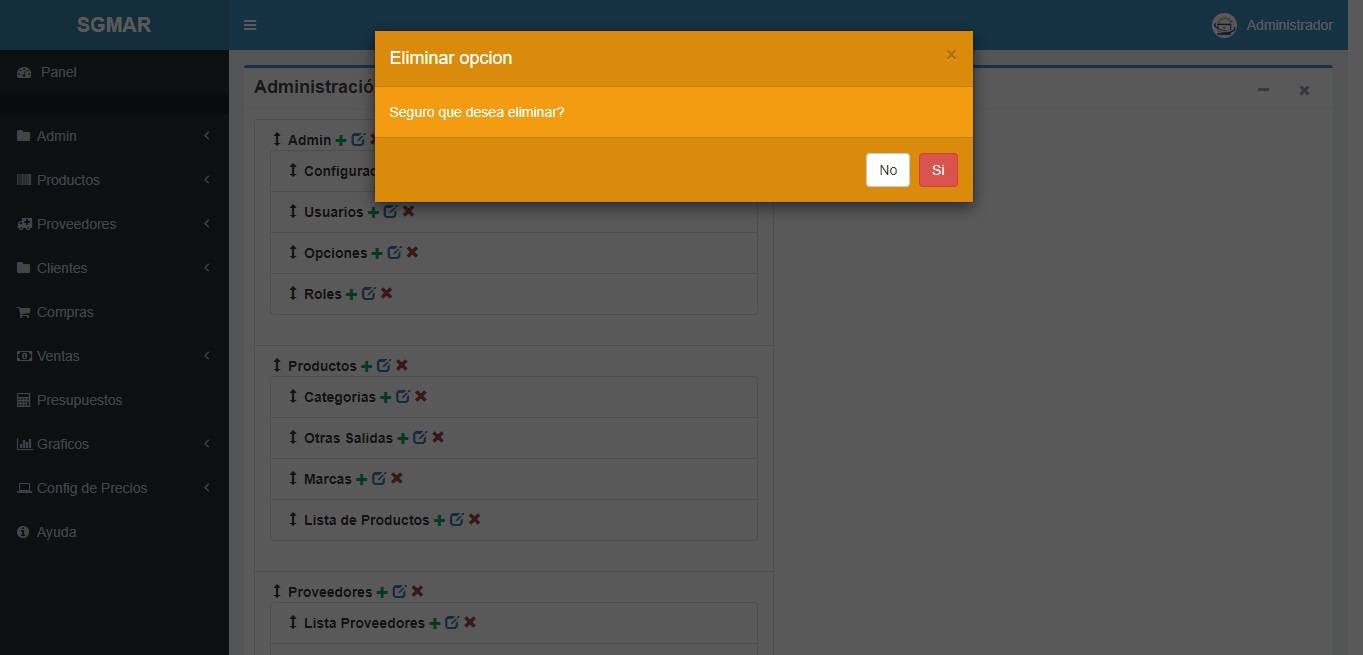 SGMAR
Administrador
Panel
Admin
Productos
Proveedores
Clientes
Compras
Ventas
Presupuestos
Graficos
Config de Precios
Ayuda
Eliminar opcion
×
Seguro que desea eliminar?
No
Si
Administració
Admin
Configurac
Usuarios
Opciones
Roles
Productos
Categorias
Otras Salidas
Marcas
Lista de Productos
Proveedores
Lista Proveedores